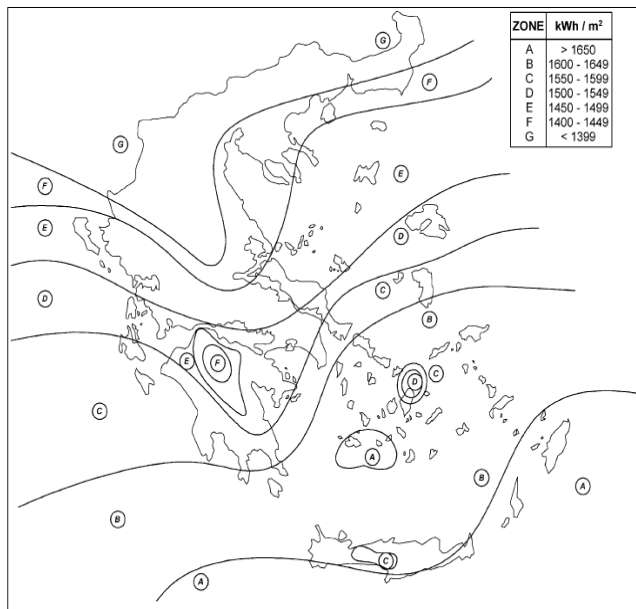 ZONE kWh / m²
A > 1650
B 1600 - 1649
C 1550 - 1599
D 1500 - 1549
E 1450 - 1499
F 1400 - 1449
G < 1399
G
F
G
E
F
E
D
D
C
B
E
F
C
D
C
A
B
A
B
C
A